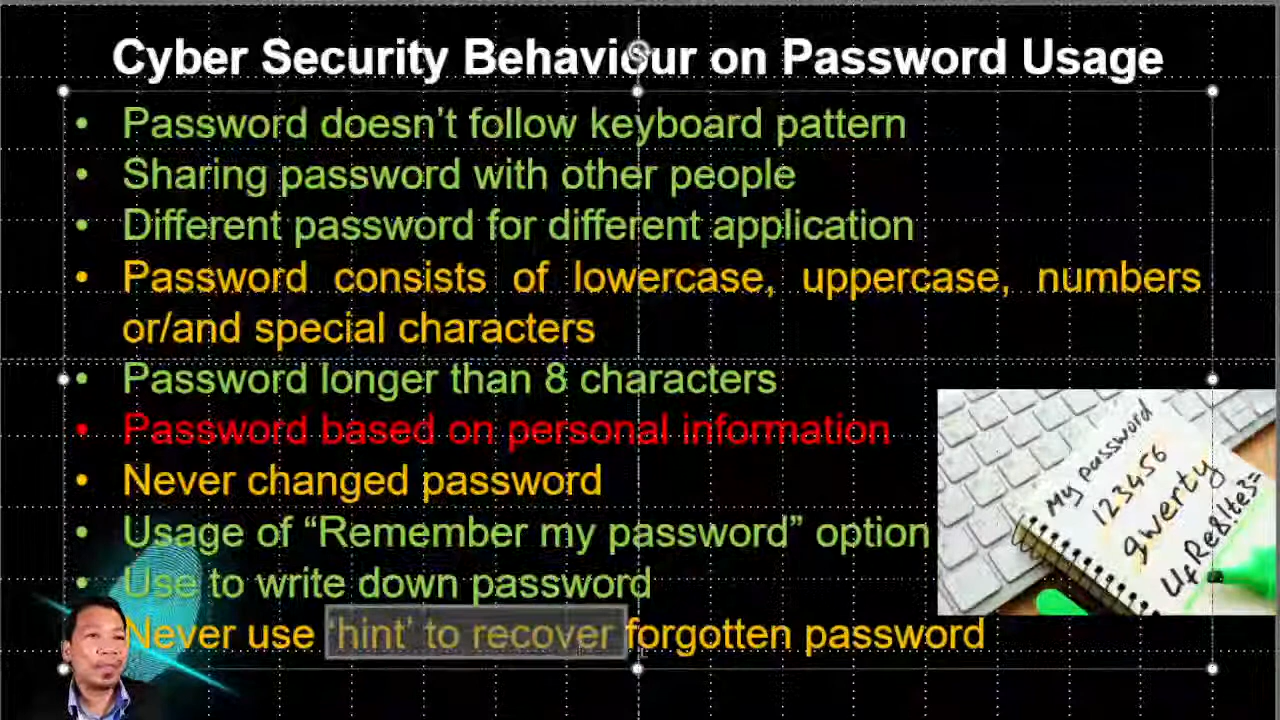 Cyber Security Behaviour on Password Usage
• Password doesn't follow keyboard pattern
• Sharing password with other people
• Different password for different application
• Password consists of lowercase, uppercase, numbers
or/and special characters
• Password longer than 8 characters
• Password based on personal information
• Never changed password
• Usage of “Remember my password” option
• Use to write down password
Never use ‘hint’ to recover forgotten password
My password
123456
qwerty